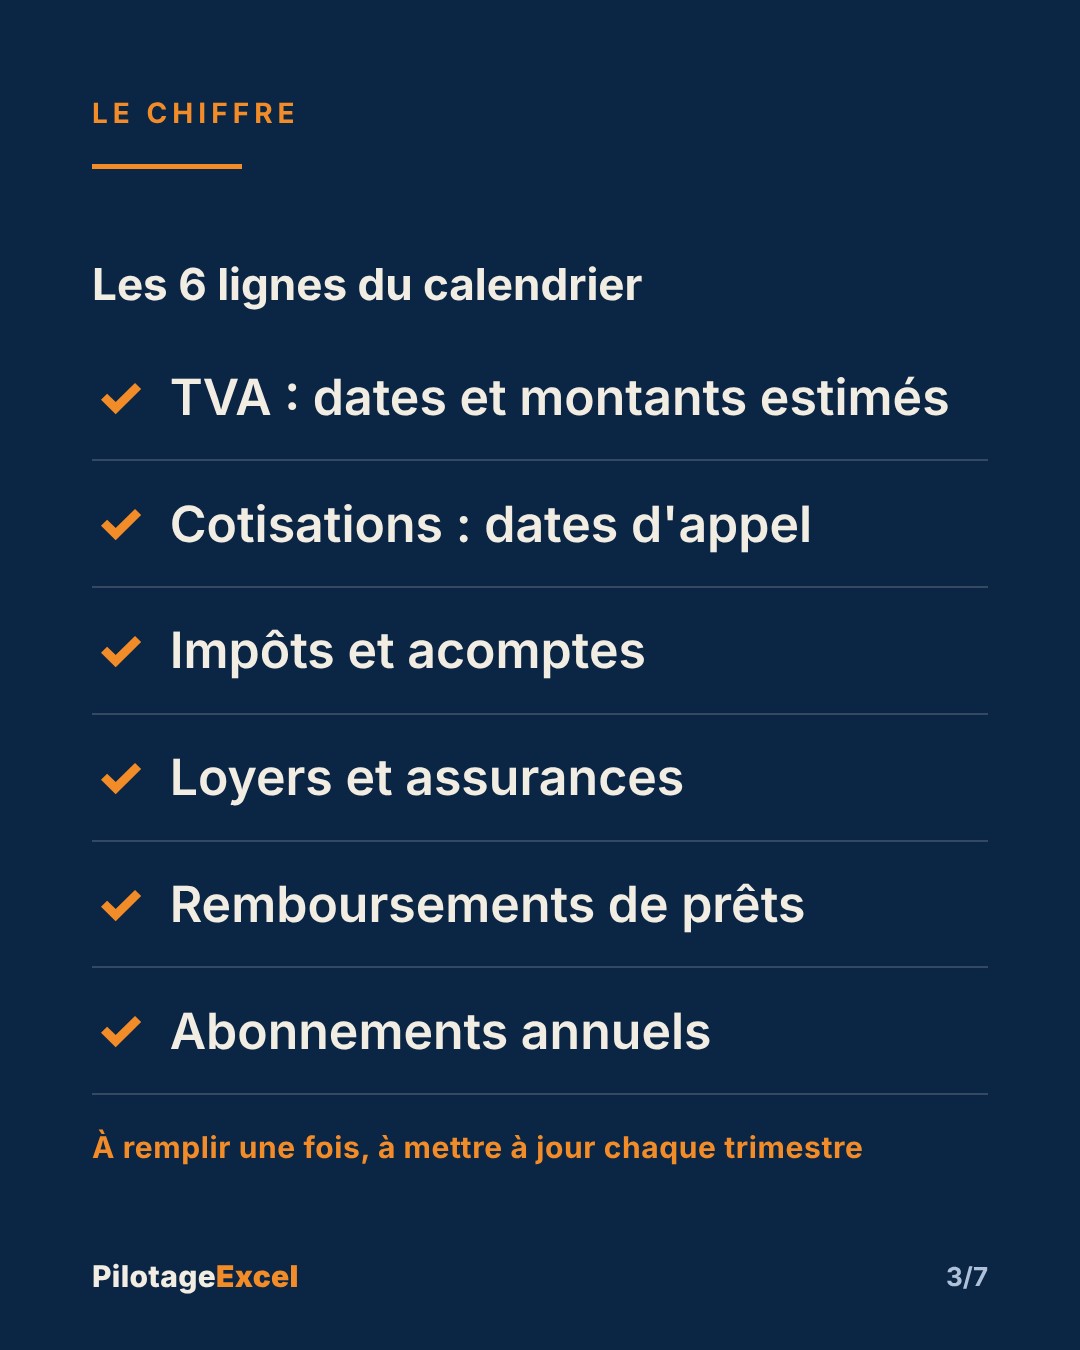 LE CHIFFRE
Les 6 lignes du calendrier
TVA : dates et montants estimés
Cotisations : dates d'appel
Impôts et acomptes
Loyers et assurances
Remboursements de prêts
Abonnements annuels
À remplir une fois, à mettre à jour chaque trimestre
PilotageExcel
3/7